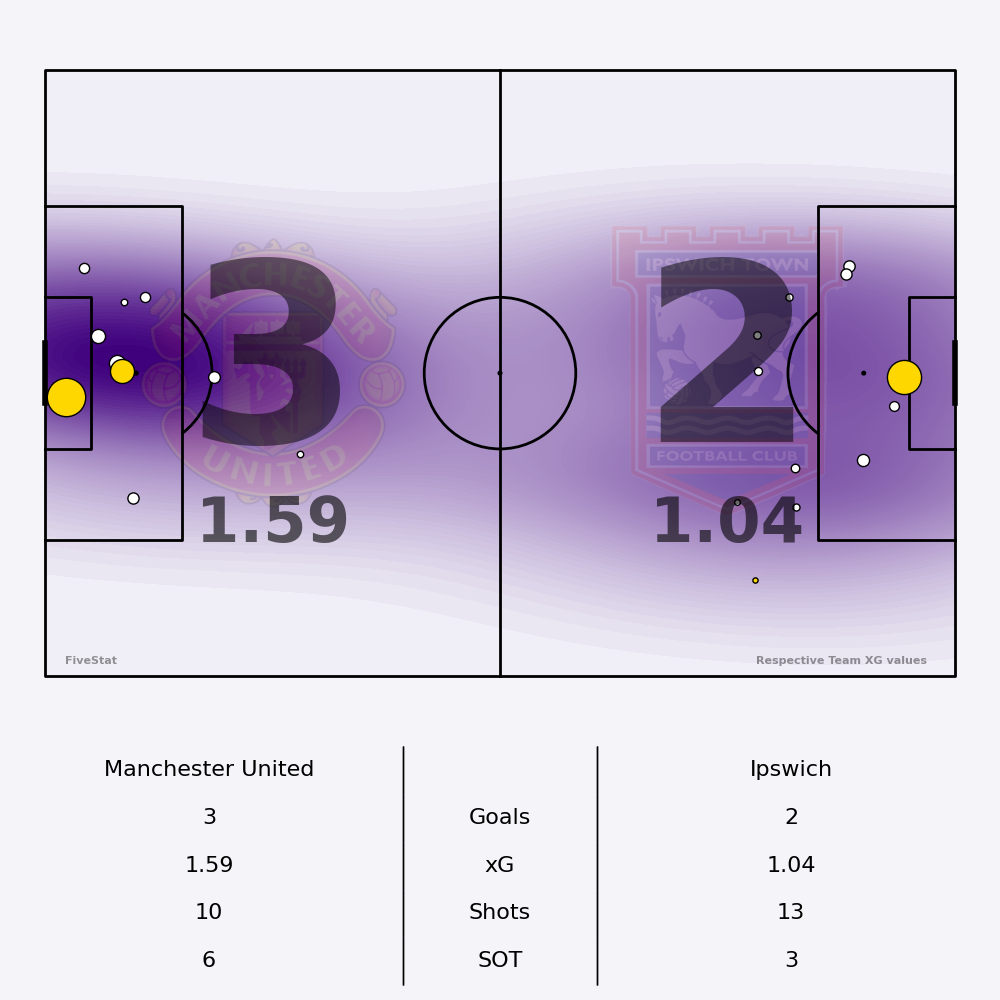 MANCHESTER
UNITED
3
IPSWICH TOWN
2
FOOTBALL CLUB
1.59
1.04
FiveStat
Respective Team XG values
Manchester United
Ipswich
3
Goals
2
1.59
xG
1.04
10
Shots
13
6
SOT
3